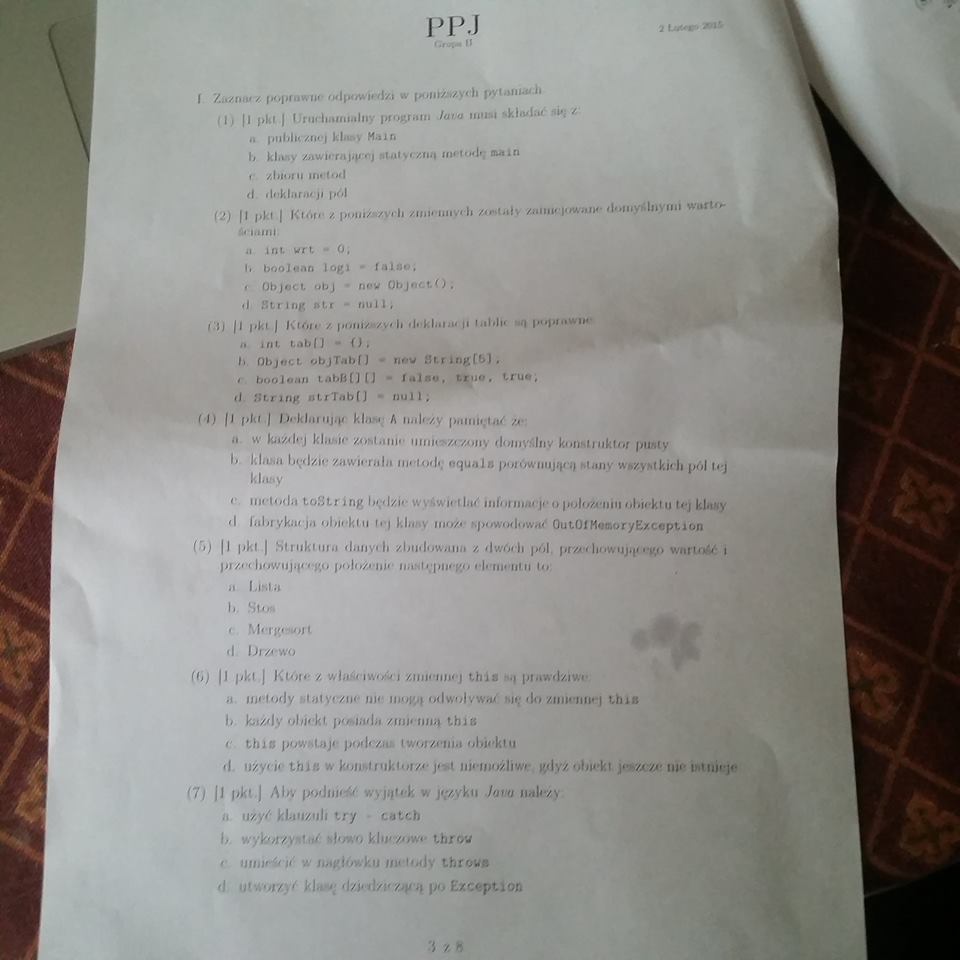 PPJ
2 Lutego 2015
Grupa B
I. Zaznacz poprawne odpowiedzi w poniższych pytaniach.
(1) [1 pkt.] Uruchamialny program Java musi składać się z:
a. publicznej klasy Main
b. klasy zawierającej statyczną metodę main
c. zbioru metod
d. deklaracji pól
(2) [1 pkt.] Które z poniższych zmiennych zostały zainicjowane domyślnymi warto-
ściami:
a. int wrt = 0;
b. boolean logi = false;
c. Object obj = new Object();
d. String str = null;
(3) [1 pkt.] Które z poniższych deklaracji tablic są poprawne:
a. int tab[] = {};
b. Object objTab[] = new String[5];
c. boolean tabB[][] = false, true, true;
d. String strTab[] = null;
(4) [1 pkt.] Deklarując klasę A należy pamiętać że:
a. w każdej klasie zostanie umieszczony domyślny konstruktor pusty
b. klasa będzie zawierała metodę equals porównującą stany wszystkich pól tej
klasy
c. metoda toString będzie wyświetlać informacje o położeniu obiektu tej klasy
d. fabrykacja obiektu tej klasy może spowodować OutOfMemoryException
(5) [1 pkt.] Struktura danych zbudowana z dwóch pól, przechowującego wartość i
przechowującego położenie następnego elementu to:
a. Lista
b. Stos
c. Mergesort
d. Drzewo
(6) [1 pkt.] Które z właściwości zmiennej this są prawdziwe:
a. metody statyczne nie mogą odwoływać się do zmiennej this
b. każdy obiekt posiada zmienną this
c. this powstaje podczas tworzenia obiektu
d. użycie this w konstruktorze jest niemożliwe, gdyż obiekt jeszcze nie istnieje
(7) [1 pkt.] Aby podnieść wyjątek w języku Java należy:
a. użyć klauzuli try - catch
b. wykorzystać słowo kluczowe throw
c. umieścić w nagłówku metody throws
d. utworzyć klasę dziedziczącą po Exception
3 z 8